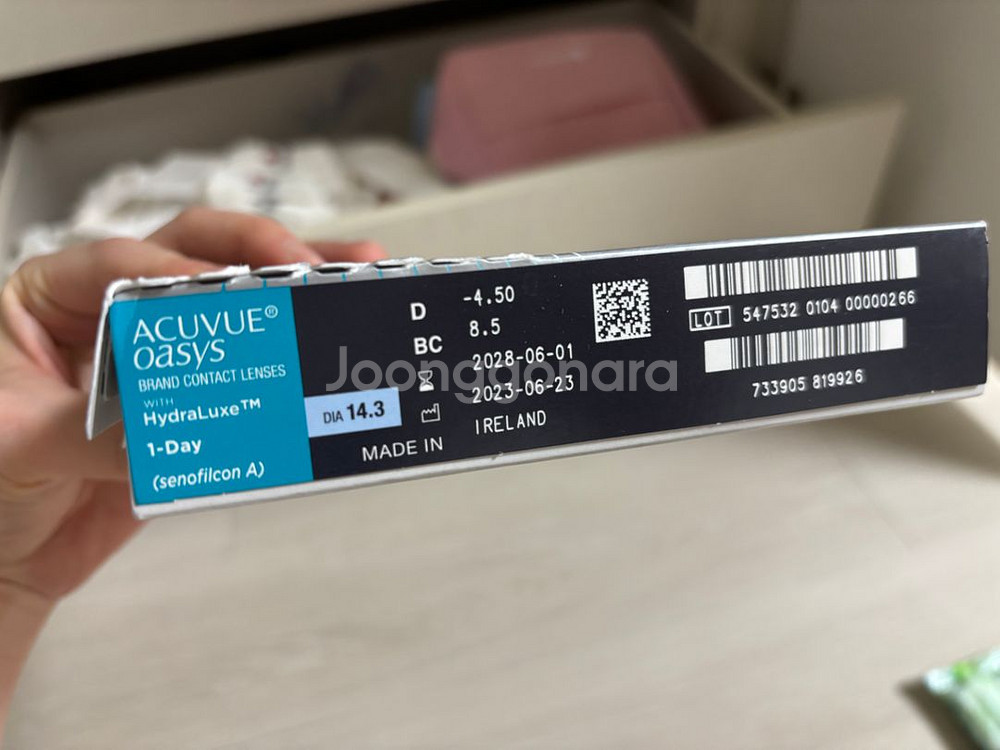 ACUVUE®
OASYS
BRAND CONTACT LENSES
WITH
HydraLuxe™
1-Day
(senofilcon A)
DIA 14.3
D -4.50
BC 8.5
2028-06-01
2023-06-23
MADE IN IRELAND
LOT 547532 0104 00000266
733905 819926
Joonggonara